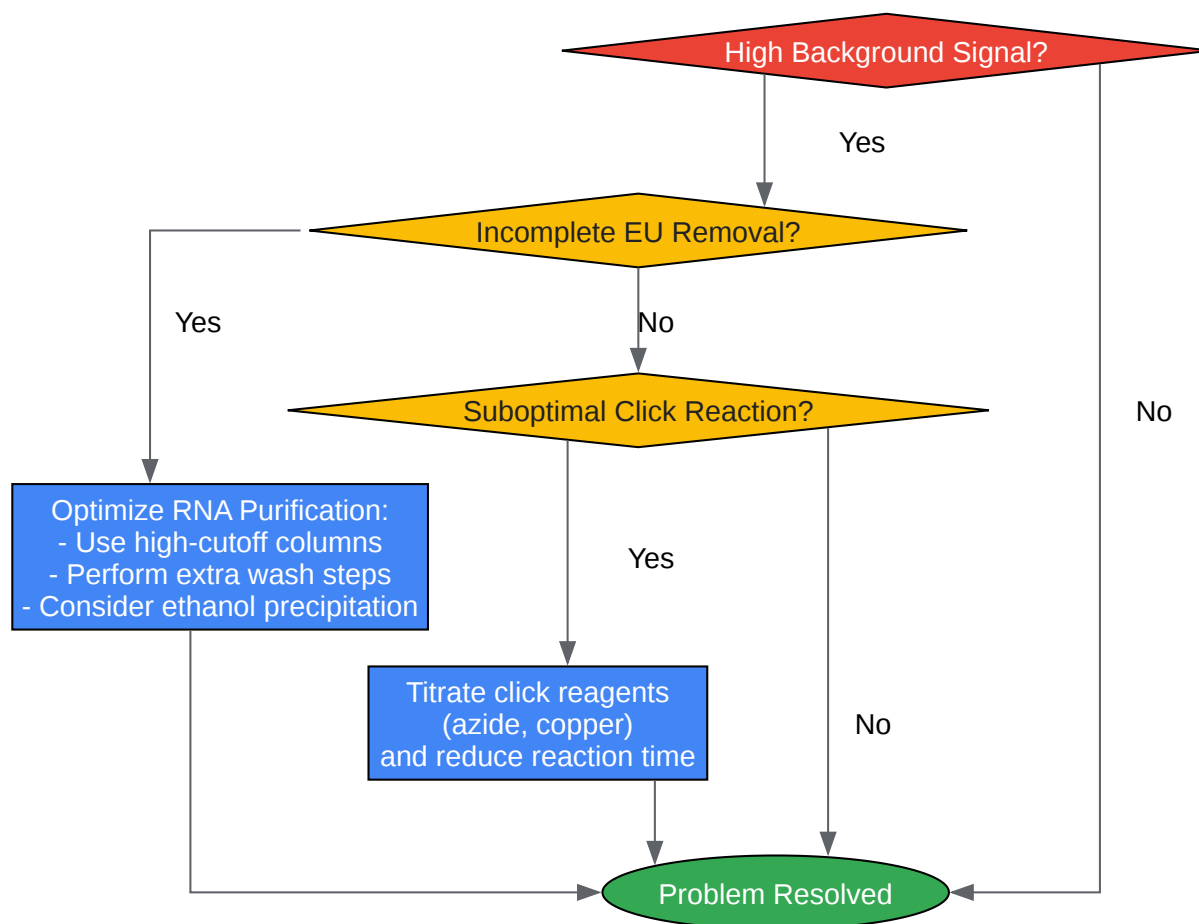 High Background Signal?
Yes
Incomplete EU Removal?
Yes
No
Suboptimal Click Reaction?
No
Optimize RNA Purification:
- Use high-cutoff columns
- Perform extra wash steps
- Consider ethanol precipitation
Yes
Titrate click reagents
(azide, copper)
and reduce reaction time
No
Problem Resolved